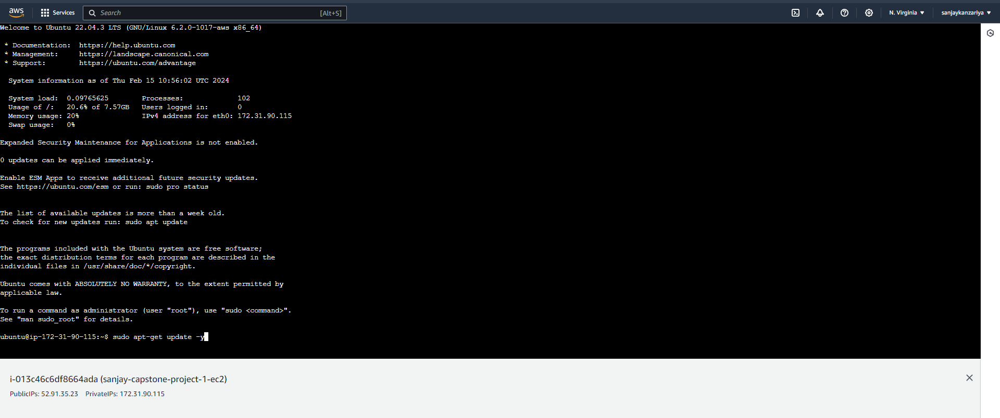 aws
Services
Search
[Alt+S]
N. Virginia
sanjaykanzariya
Welcome to Ubuntu 22.04.3 LTS (GNU/Linux 6.2.0-1017-aws x86_64)
* Documentation:  https://help.ubuntu.com
* Management:     https://landscape.canonical.com
* Support:        https://ubuntu.com/advantage
System information as of Thu Feb 15 10:56:02 UTC 2024
System load:  0.09765625        Processes:             102
Usage of /:   20.6% of 7.57GB   Users logged in:       0
Memory usage: 20%               IPv4 address for eth0: 172.31.90.115
Swap usage:   0%
Expanded Security Maintenance for Applications is not enabled.
0 updates can be applied immediately.
Enable ESM Apps to receive additional future security updates.
See https://ubuntu.com/esm or run: sudo pro status
The list of available updates is more than a week old.
To check for new updates run: sudo apt update
The programs included with the Ubuntu system are free software;
the exact distribution terms for each program are described in the
individual files in /usr/share/doc/*/copyright.
Ubuntu comes with ABSOLUTELY NO WARRANTY, to the extent permitted by
applicable law.
To run a command as administrator (user "root"), use "sudo <command>".
See "man sudo_root" for details.
ubuntu@ip-172-31-90-115:~$ sudo apt-get update -y
i-013c46c6df8664ada (sanjay-capstone-project-1-ec2)
PublicIPs: 52.91.35.23    PrivateIPs: 172.31.90.115